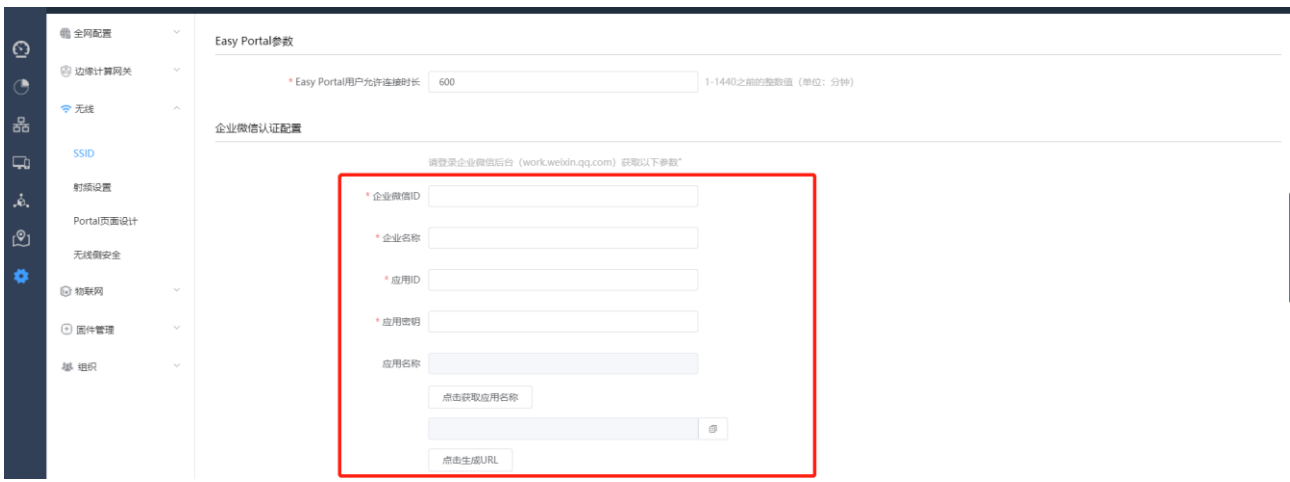 全网配置
边缘计算网关
无线
SSID
射频设置
Portal页面设计
无线侧安全
物联网
固件管理
组织
Easy Portal参数
* Easy Portal用户允许连接时长 600 1-1440之前的整数值（单位：分钟）
企业微信认证配置
请登录企业微信后台（work.weixin.qq.com）获取以下参数"
* 企业微信ID
* 企业名称
* 应用ID
* 应用密钥
应用名称
点击获取应用名称
点击生成URL